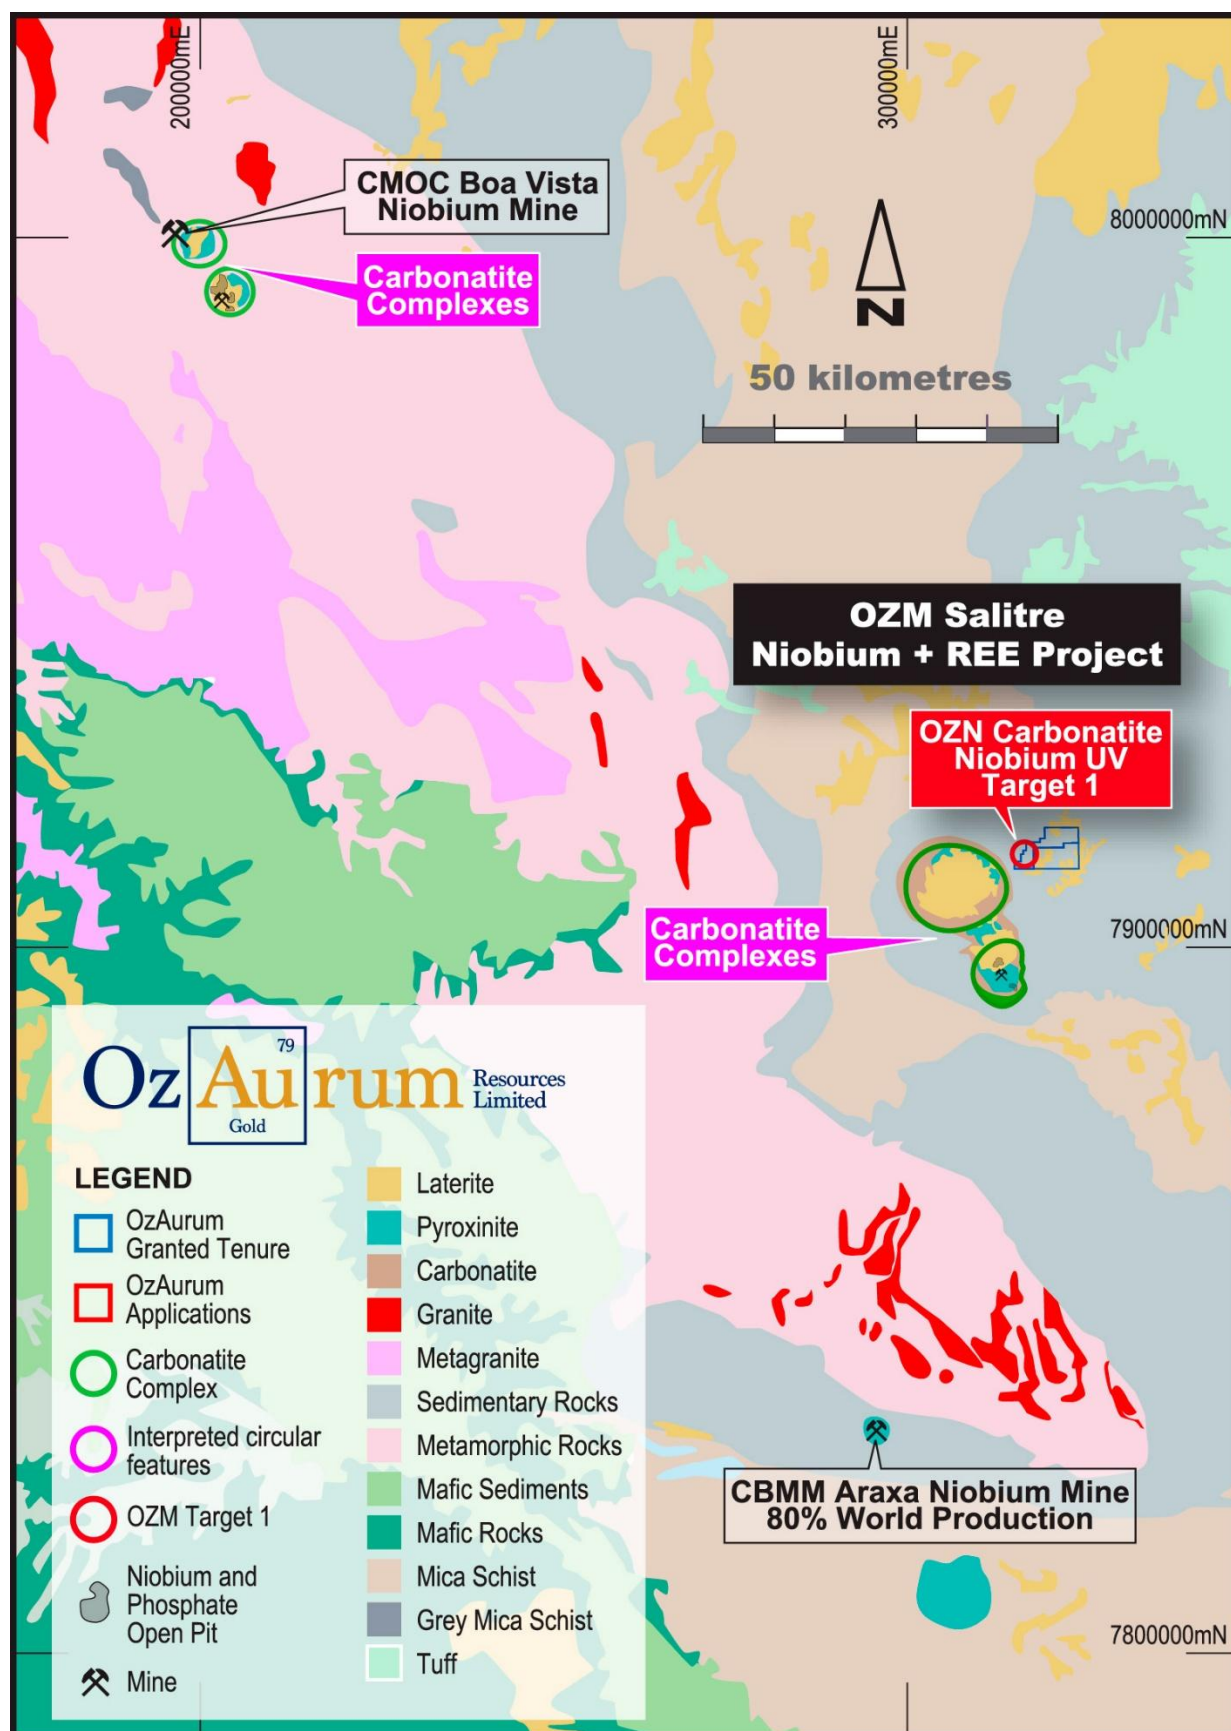 200000mE
300000mE
CMOC Boa Vista
Niobium Mine
8000000mN
Carbonatite
Complexes
N
50 kilometres
OZM Salitre
Niobium + REE Project
OZN Carbonatite
Niobium UV
Target 1
Carbonatite
Complexes
7900000mN
79
OzAurum
Gold
Resources
Limited
LEGEND
OzAurum
Granted Tenure
OzAurum
Applications
Carbonatite
Complex
Interpreted circular
features
OZM Target 1
Niobium and
Phosphate
Open Pit
Mine
Laterite
Pyroxinite
Carbonatite
Granite
Metagranite
Sedimentary Rocks
Metamorphic Rocks
Mafic Sediments
Mafic Rocks
Mica Schist
Grey Mica Schist
Tuff
CBMM Araxa Niobium Mine
80% World Production
7800000mN